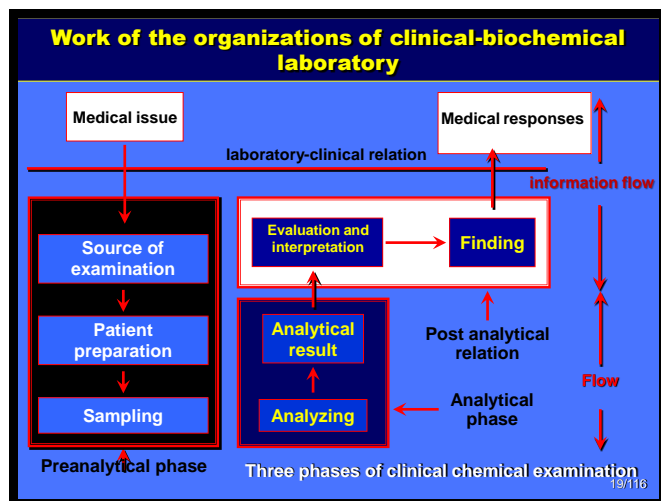 Work of the organizations of clinical-biochemical
laboratory
Medical issue
Medical responses
laboratory-clinical relation
information flow
Source of
examination
Patient
preparation
Sampling
Preanalytical phase
Evaluation and
interpretation
Finding
Analytical
result
Analyzing
Post analytical
relation
Analytical
phase
Flow
Three phases of clinical chemical examination
19/116